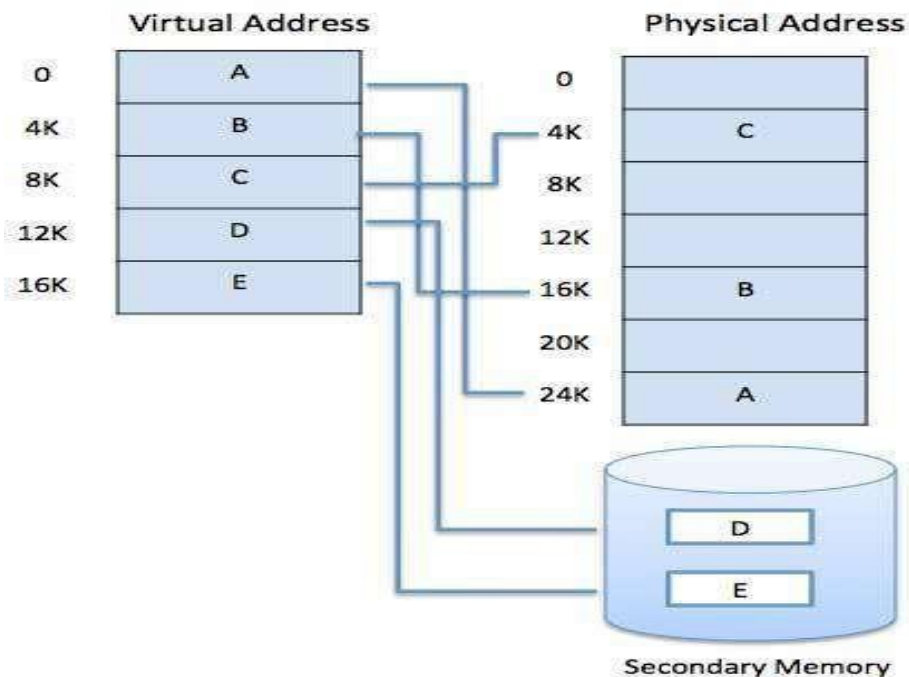 Virtual Address
0 A
4K B
8K C
12K D
16K E
Physical Address
0
4K C
8K
12K
16K B
20K
24K A
D
E
Secondary Memory